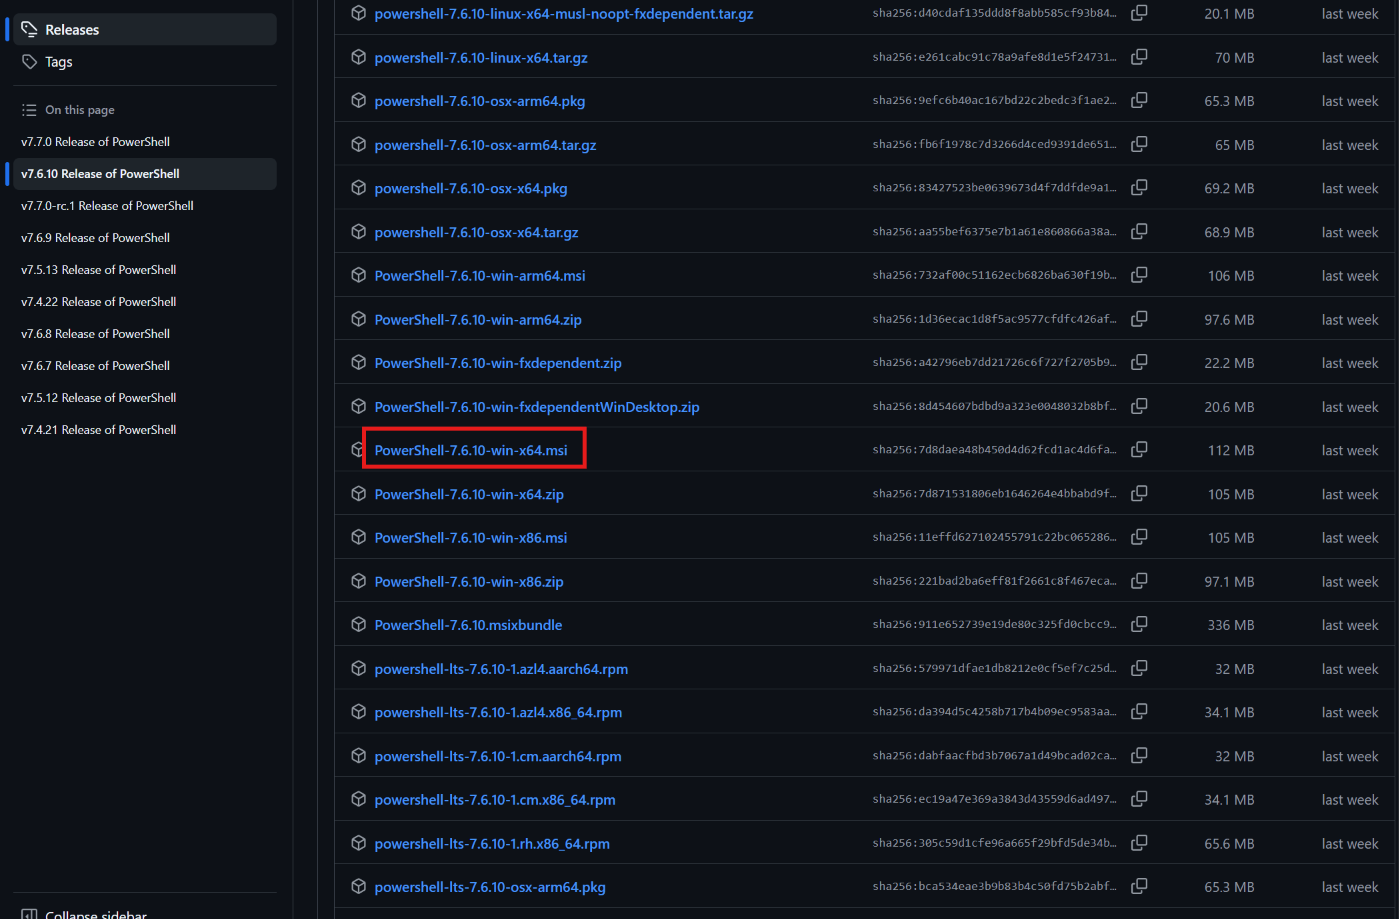 Releases
Tags
On this page
v7.7.0 Release of PowerShell
v7.6.10 Release of PowerShell
v7.7.0-rc.1 Release of PowerShell
v7.6.9 Release of PowerShell
v7.5.13 Release of PowerShell
v7.4.22 Release of PowerShell
v7.6.8 Release of PowerShell
v7.6.7 Release of PowerShell
v7.5.12 Release of PowerShell
v7.4.21 Release of PowerShell
Collapse sidebar
powershell-7.6.10-linux-x64-musl-noopt-fxdependent.tar.gz sha256:d40cdaf135ddd8f8abb585cf93b84… 20.1 MB last week
powershell-7.6.10-linux-x64.tar.gz sha256:e261cabc91c78a9afe8d1e5f24731… 70 MB last week
powershell-7.6.10-osx-arm64.pkg sha256:9efc6b40ac167bd22c2bedc3f1ae2… 65.3 MB last week
powershell-7.6.10-osx-arm64.tar.gz sha256:fb6f1978c7d3266d4ced9391de651… 65 MB last week
powershell-7.6.10-osx-x64.pkg sha256:83427523be0639673d4f7ddfde9a1… 69.2 MB last week
powershell-7.6.10-osx-x64.tar.gz sha256:aa55bef6375e7b1a61e860866a38a… 68.9 MB last week
PowerShell-7.6.10-win-arm64.msi sha256:732af00c51162ecb6826ba630f19b… 106 MB last week
PowerShell-7.6.10-win-arm64.zip sha256:1d36ecac1d8f5ac9577cfdfc426af… 97.6 MB last week
PowerShell-7.6.10-win-fxdependent.zip sha256:a42796eb7dd21726c6f727f2705b9… 22.2 MB last week
PowerShell-7.6.10-win-fxdependentWinDesktop.zip sha256:8d454607bdbd9a323e0048032b8bf… 20.6 MB last week
PowerShell-7.6.10-win-x64.msi sha256:7d8daea48b450d4d62fcd1ac4d6fa… 112 MB last week
PowerShell-7.6.10-win-x64.zip sha256:7d871531806eb1646264e4bbabd9f… 105 MB last week
PowerShell-7.6.10-win-x86.msi sha256:11effd627102455791c22bc065286… 105 MB last week
PowerShell-7.6.10-win-x86.zip sha256:221bad2ba6eff81f2661c8f467eca… 97.1 MB last week
PowerShell-7.6.10.msixbundle sha256:911e652739e19de80c325fd0cbcc9… 336 MB last week
powershell-lts-7.6.10-1.azl4.aarch64.rpm sha256:579971dfae1db8212e0cf5ef7c25d… 32 MB last week
powershell-lts-7.6.10-1.azl4.x86_64.rpm sha256:da394d5c4258b717b4b09ec9583aa… 34.1 MB last week
powershell-lts-7.6.10-1.cm.aarch64.rpm sha256:dabfaacfbd3b7067a1d49bcad02ca… 32 MB last week
powershell-lts-7.6.10-1.cm.x86_64.rpm sha256:ec19a47e369a3843d43559d6ad497… 34.1 MB last week
powershell-lts-7.6.10-1.rh.x86_64.rpm sha256:305c59d1cfe96a665f29bfd5de34b… 65.6 MB last week
powershell-lts-7.6.10-osx-arm64.pkg sha256:bca534eae3b9b83b4c50fd75b2abf… 65.3 MB last week